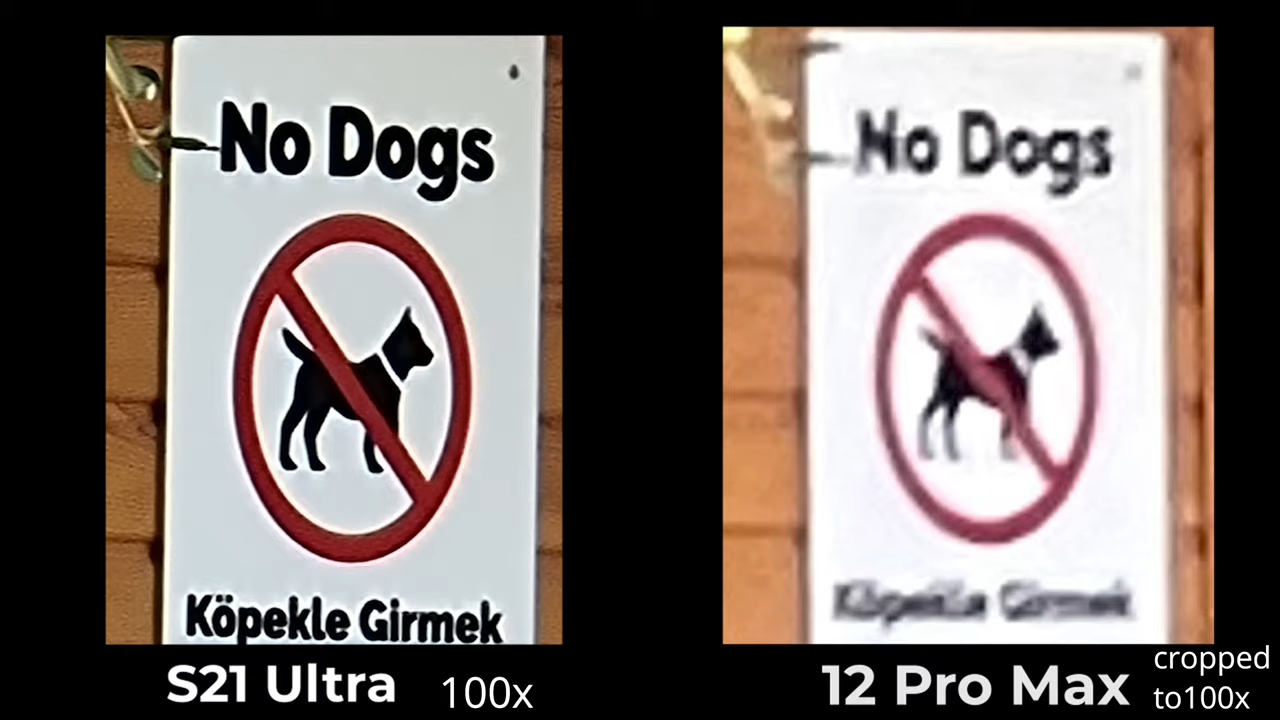 No Dogs
Köpekle Girmek
S21 Ultra 100x
No Dogs
Köpekle Girmek
12 Pro Max
cropped
to100x